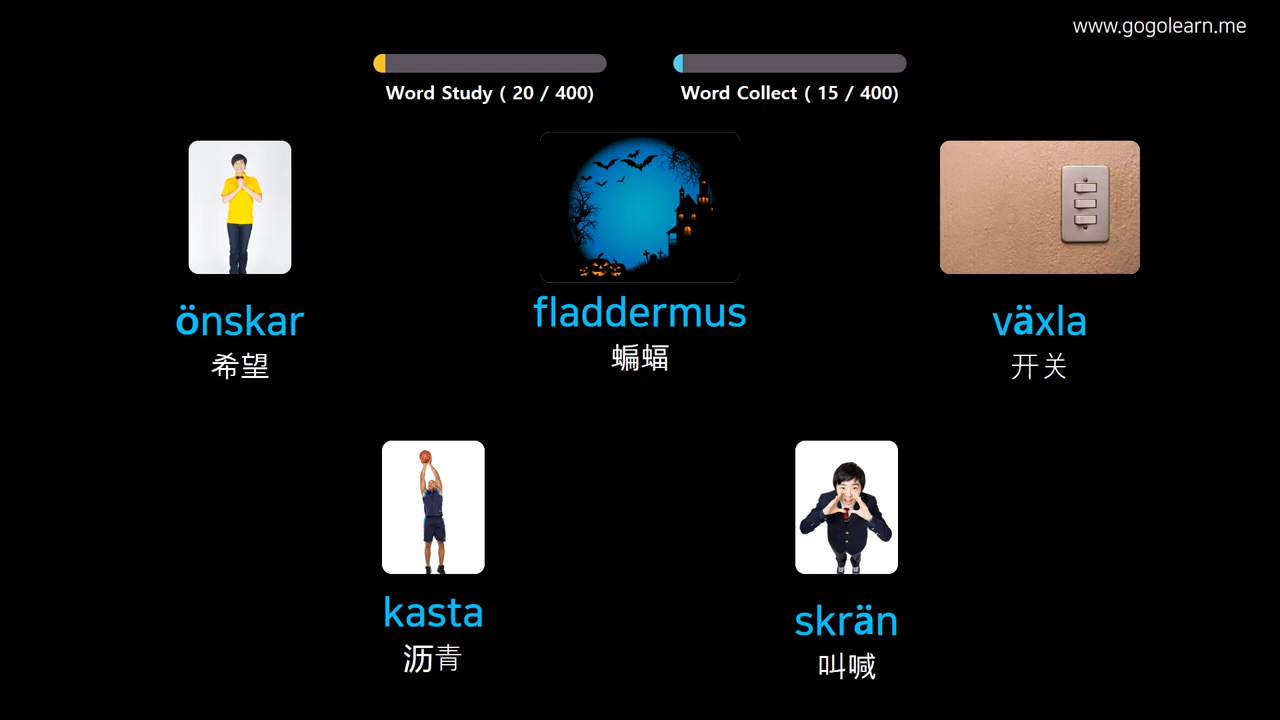 www.gogolearn.me
Word Study ( 20 / 400)
Word Collect ( 15 / 400)
önskar
希望
fladdermus
蝙蝠
växla
开关
kasta
沥青
skrän
叫喊